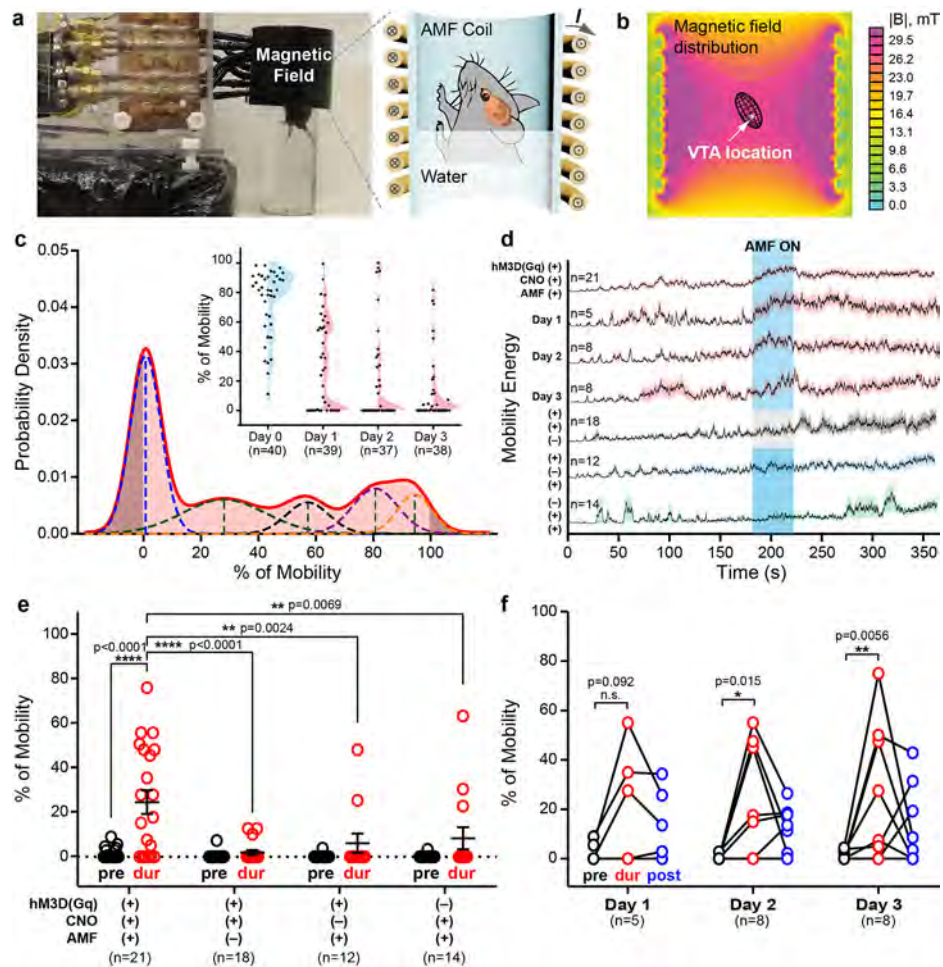 a
Magnetic
Field
AMF Coil
I
Water
b
Magnetic field
distribution
VTA location
|B|, mT
29.5
26.2
23.0
19.7
16.4
13.1
9.8
6.6
3.3
0.0
c
Probability Density
0.05
0.04
0.03
0.02
0.01
0.00
0 20 40 60 80 100
% of Mobility
% of Mobility
100
80
60
40
20
0
Day 0 Day 1 Day 2 Day 3
(n=40) (n=39) (n=37) (n=38)
d
AMF ON
Mobility Energy
hM3D(Gq) (+)
CNO (+)
AMF (+)
n=21
Day 1 n=5
Day 2 n=8
Day 3 n=8
(+)
(+)
(–)
n=18
(+)
(–)
(+)
n=12
(–)
(+)
(+)
n=14
0 50 100 150 200 250 300 350
Time (s)
e
% of Mobility
100
80
60
40
20
0
** p=0.0069
** p=0.0024
p<0.0001
****
**** p<0.0001
pre dur pre dur pre dur pre dur
hM3D(Gq) (+) (+) (+) (–)
CNO (+) (+) (–) (+)
AMF (+) (–) (+) (+)
(n=21) (n=18) (n=12) (n=14)
f
% of Mobility
100
80
60
40
20
0
p=0.092
n.s.
p=0.015
*
p=0.0056
**
pre dur post
Day 1 Day 2 Day 3
(n=5) (n=8) (n=8)